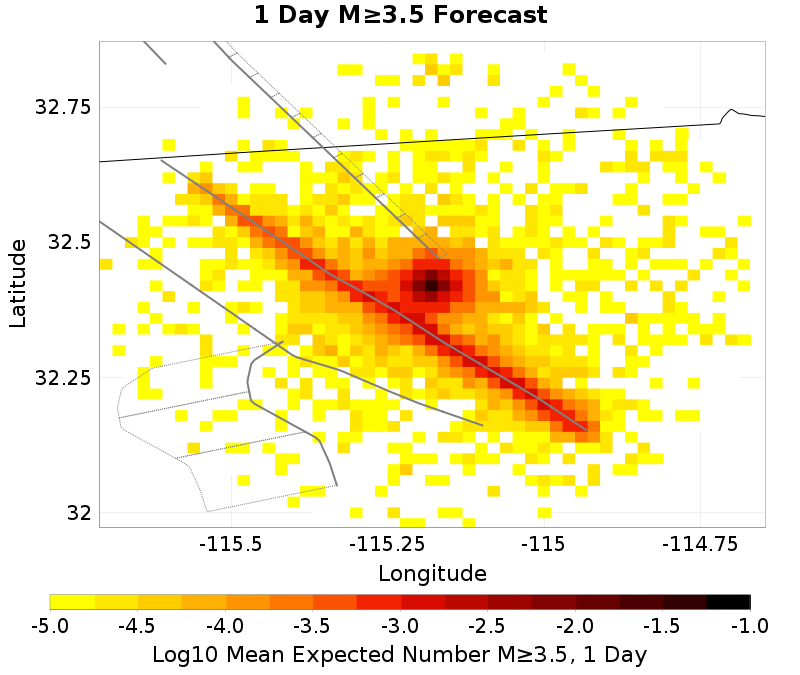 1 Day M≥3.5 Forecast
32.75
32.5
32.25
32
Latitude
-115.5 -115.25 -115 -114.75
Longitude
-5.0 -4.5 -4.0 -3.5 -3.0 -2.5 -2.0 -1.5 -1.0
Log10 Mean Expected Number M≥3.5, 1 Day